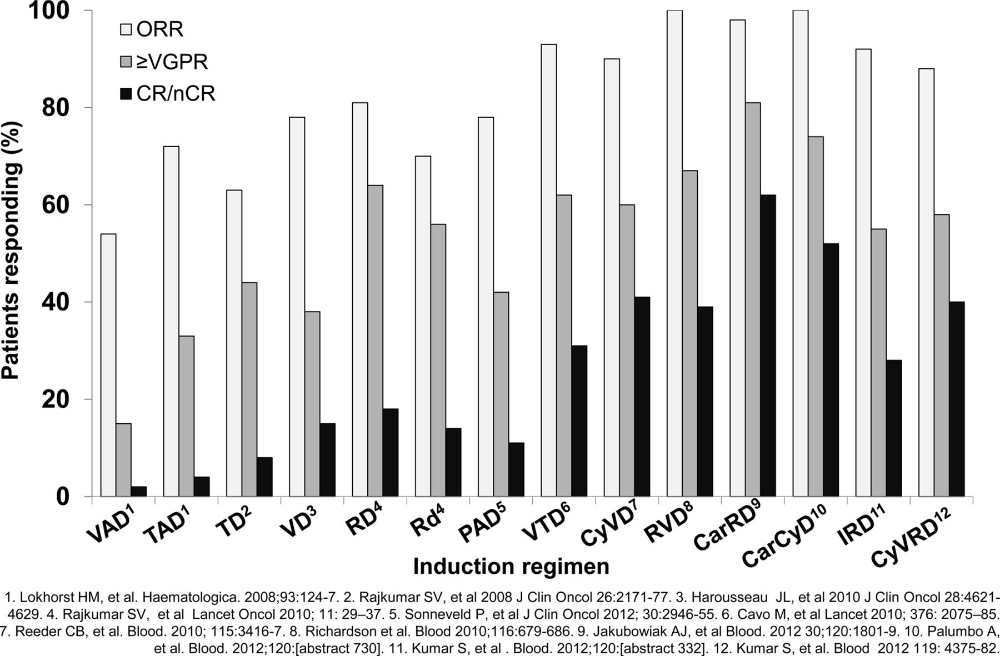 100
80
60
40
20
0
Patients responding (%)
ORR
≥VGPR
CR/nCR
VAD¹
TAD¹
TD²
VD³
RD⁴
Rd⁴
PAD⁵
VTD⁶
CyVD⁷
RVD⁸
CarRD⁹
CarCyD¹⁰
IRD¹¹
CyVRD¹²
Induction regimen
1. Lokhorst HM, et al. Haematologica. 2008;93:124-7. 2. Rajkumar SV, et al 2008 J Clin Oncol 26:2171-77. 3. Harousseau JL, et al 2010 J Clin Oncol 28:4621-
4629. 4. Rajkumar SV, et al Lancet Oncol 2010; 11: 29–37. 5. Sonneveld P, et al J Clin Oncol 2012; 30:2946-55. 6. Cavo M, et al Lancet 2010; 376: 2075–85.
7. Reeder CB, et al. Blood. 2010; 115:3416-7. 8. Richardson et al. Blood 2010;116:679-686. 9. Jakubowiak AJ, et al Blood. 2012 30;120:1801-9. 10. Palumbo A,
et al. Blood. 2012;120:[abstract 730]. 11. Kumar S, et al . Blood. 2012;120:[abstract 332]. 12. Kumar S, et al. Blood 2012 119: 4375-82.